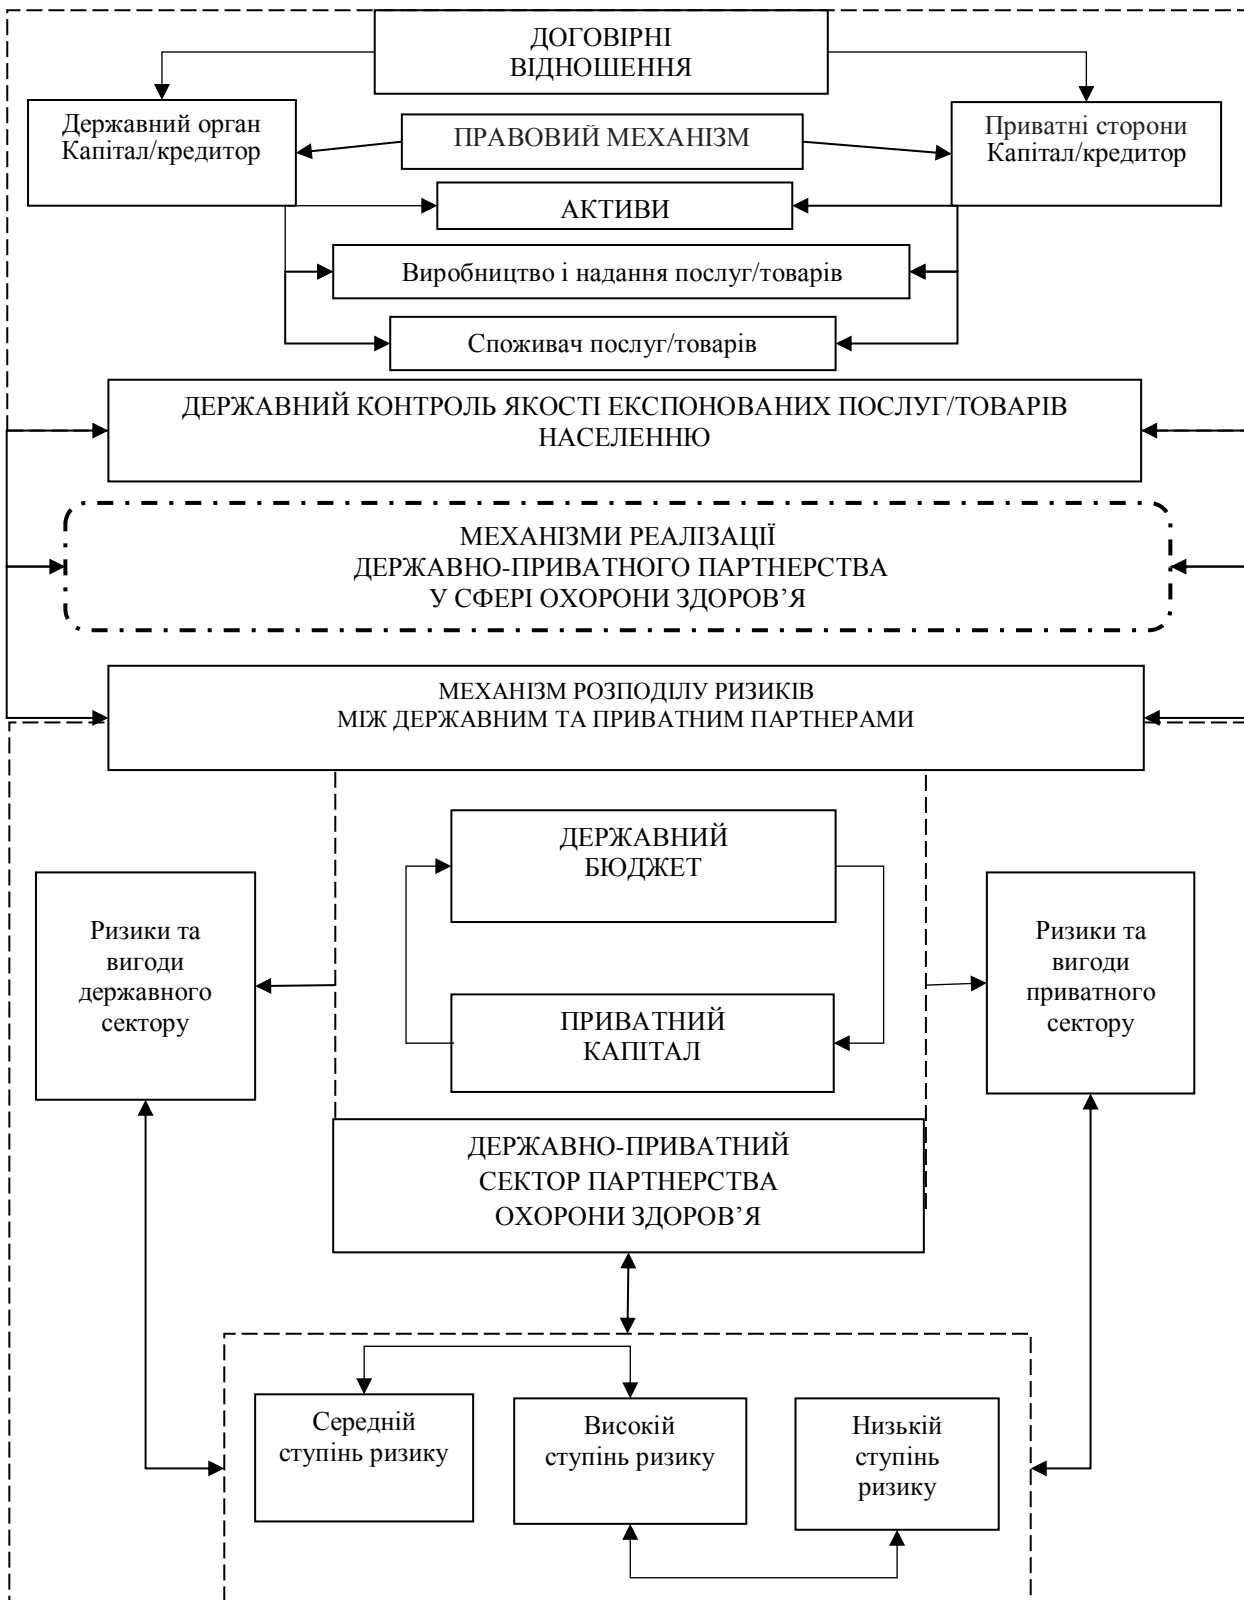 ДОГОВІРНІ
ВІДНОШЕННЯ
Державний орган
Капітал/кредитор
ПРАВОВИЙ МЕХАНІЗМ
Приватні сторони
Капітал/кредитор
АКТИВИ
Виробництво і надання послуг/товарів
Споживач послуг/товарів
ДЕРЖАВНИЙ КОНТРОЛЬ ЯКОСТІ ЕКСПОНОВАНИХ ПОСЛУГ/ТОВАРІВ
НАСЕЛЕННЮ
МЕХАНІЗМИ РЕАЛІЗАЦІЇ
ДЕРЖАВНО-ПРИВАТНОГО ПАРТНЕРСТВА
У СФЕРІ ОХОРОНИ ЗДОРОВ’Я
МЕХАНІЗМ РОЗПОДІЛУ РИЗИКІВ
МІЖ ДЕРЖАВНИМ ТА ПРИВАТНИМ ПАРТНЕРАМИ
ДЕРЖАВНИЙ
БЮДЖЕТ
Ризики та
вигоди
державного
сектору
Ризики та
вигоди
приватного
сектору
ПРИВАТНИЙ
КАПІТАЛ
ДЕРЖАВНО-ПРИВАТНИЙ
СЕКТОР ПАРТНЕРСТВА
ОХОРОНИ ЗДОРОВ’Я
Середній
ступінь ризику
Високій
ступінь ризику
Низькій
ступінь
ризику